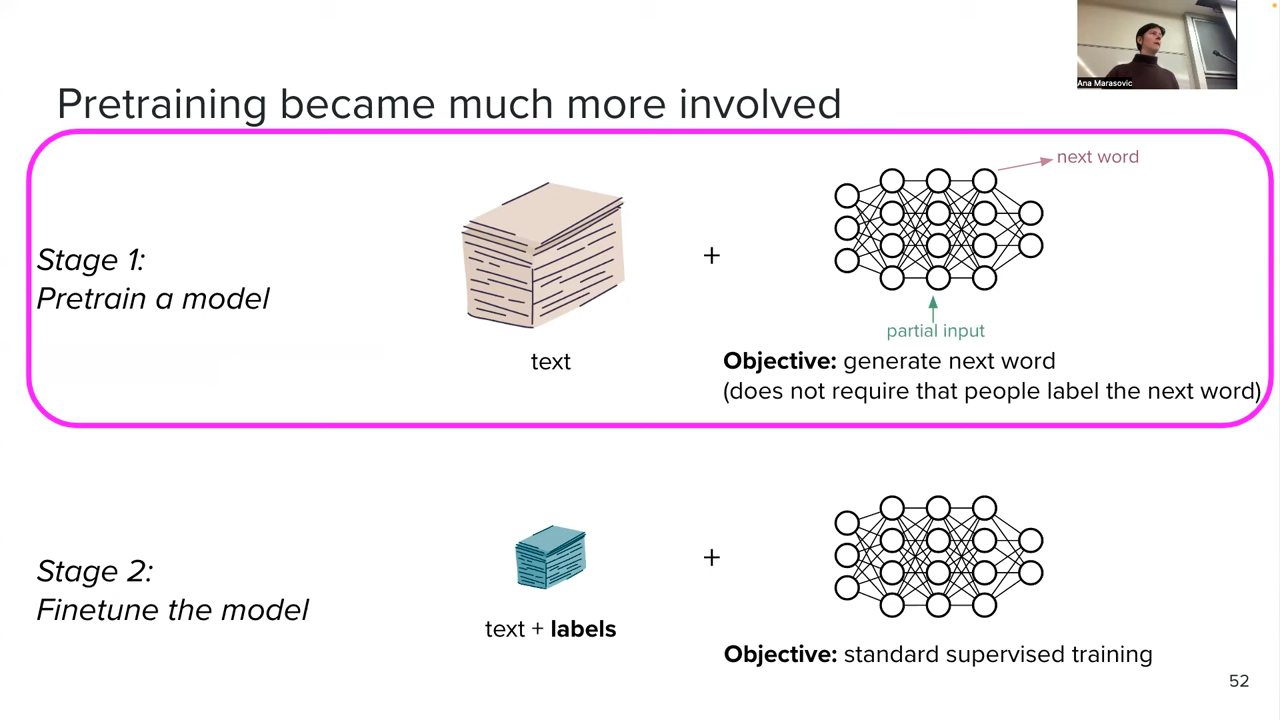 Ana Marasovic
Pretraining became much more involved
next word
Stage 1:
Pretrain a model
+
partial input
text
Objective: generate next word
(does not require that people label the next word)
Stage 2:
Finetune the model
+
text + labels
Objective: standard supervised training
52